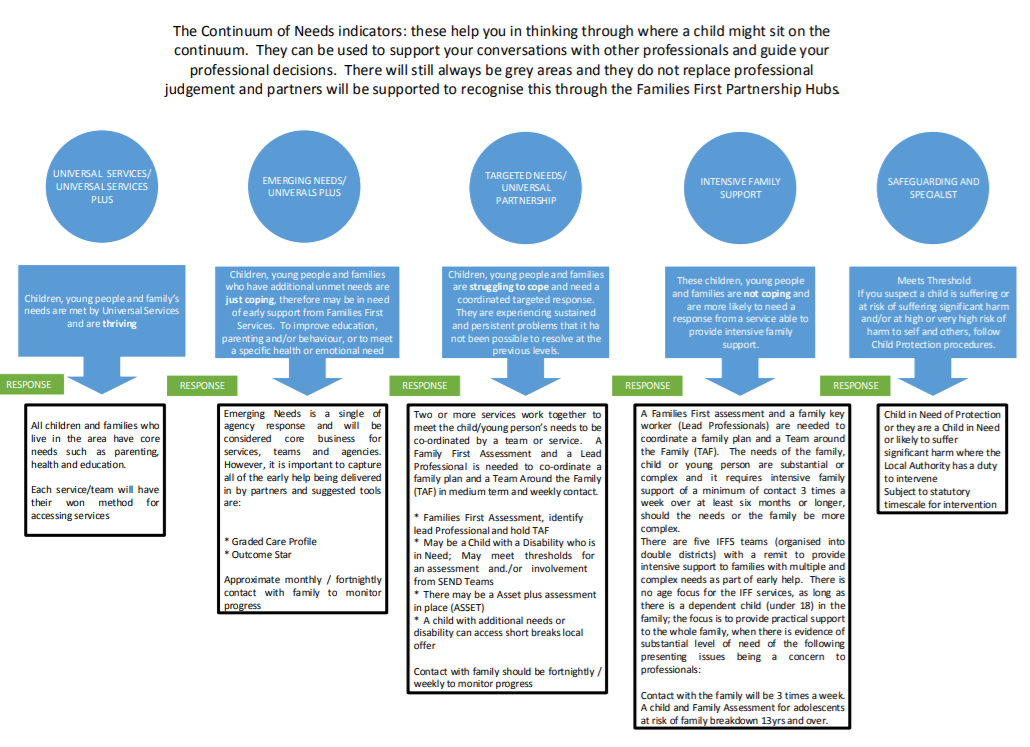 The Continuum of Needs indicators: these help you in thinking through where a child might sit on the
continuum. They can be used to support your conversations with other professionals and guide your
professional decisions. There will still always be grey areas and they do not replace professional
judgement and partners will be supported to recognise this through the Families First Partnership Hubs.
UNIVERSAL SERVICES/
UNIVERSAL SERVICES
PLUS
EMERGING NEEDS/
UNIVERALS PLUS
TARGETED NEEDS/
UNIVERSAL
PARTNERSHIP
INTENSIVE FAMILY
SUPPORT
SAFEGUARDING AND
SPECIALIST
Children, young people and family's
needs are met by Universal Services
and are thriving
Children, young people and families
who have additional unmet needs are
just coping, therefore may be in need
of early support from Families First
Services. To improve education,
parenting and/or behaviour, or to meet
a specific health or emotional need
Children, young people and families
are struggling to cope and need a
coordinated targeted response.
They are experiencing sustained
and persistent problems that it ha
not been possible to resolve at the
previous levels.
These children, young people
and families are not coping and
are more likely to need a
response from a service able to
provide intensive family
support.
Meets Threshold
If you suspect a child is suffering or
at risk of suffering significant harm
and/or at high or very high risk of
harm to self and others, follow
Child Protection procedures.
RESPONSE
RESPONSE
RESPONSE
RESPONSE
RESPONSE
All children and families who
live in the area have core
needs such as parenting,
health and education.
Each service/team will have
their won method for
accessing services
Emerging Needs is a single of
agency response and will be
considered core business for
services, teams and agencies.
However, it is important to capture
all of the early help being delivered
in by partners and suggested tools
are:
* Graded Care Profile
* Outcome Star
Approximate monthly / fortnightly
contact with family to monitor
progress
Two or more services work together to
meet the child/young person's needs to be
co-ordinated by a team or service. A
Family First Assessment and a Lead
Professional is needed to co-ordinate a
family plan and a Team Around the Family
(TAF) in medium term and weekly contact.
* Families First Assessment, identify
lead Professional and hold TAF
* May be a Child with a Disability who is
in Need; May meet thresholds for
an assessment and./or involvement
from SEND Teams
* There may be a Asset plus assessment
in place (ASSET)
* A child with additional needs or
disability can access short breaks local
offer
Contact with family should be fortnightly /
weekly to monitor progress
A Families First assessment and a family key
worker (Lead Professionals) are needed to
coordinate a family plan and a Team around
the Family (TAF). The needs of the family,
child or young person are substantial or
complex and it requires intensive family
support of a minimum of contact 3 times a
week over at least six months or longer,
should the needs or the family be more
complex.
There are five IFFS teams (organised into
double districts) with a remit to provide
intensive support to families with multiple and
complex needs as part of early help. There is
no age focus for the IFF services, as long as
there is a dependent child (under 18) in the
family; the focus is to provide practical support
to the whole family, when there is evidence of
substantial level of need of the following
presenting issues being a concern to
professionals:
Contact with the family will be 3 times a week.
A child and Family Assessment for adolescents
at risk of family breakdown 13yrs and over.
Child in Need of Protection
or they are a Child in Need
or likely to suffer
significant harm where the
Local Authority has a duty
to intervene
Subject to statutory
timescale for intervention